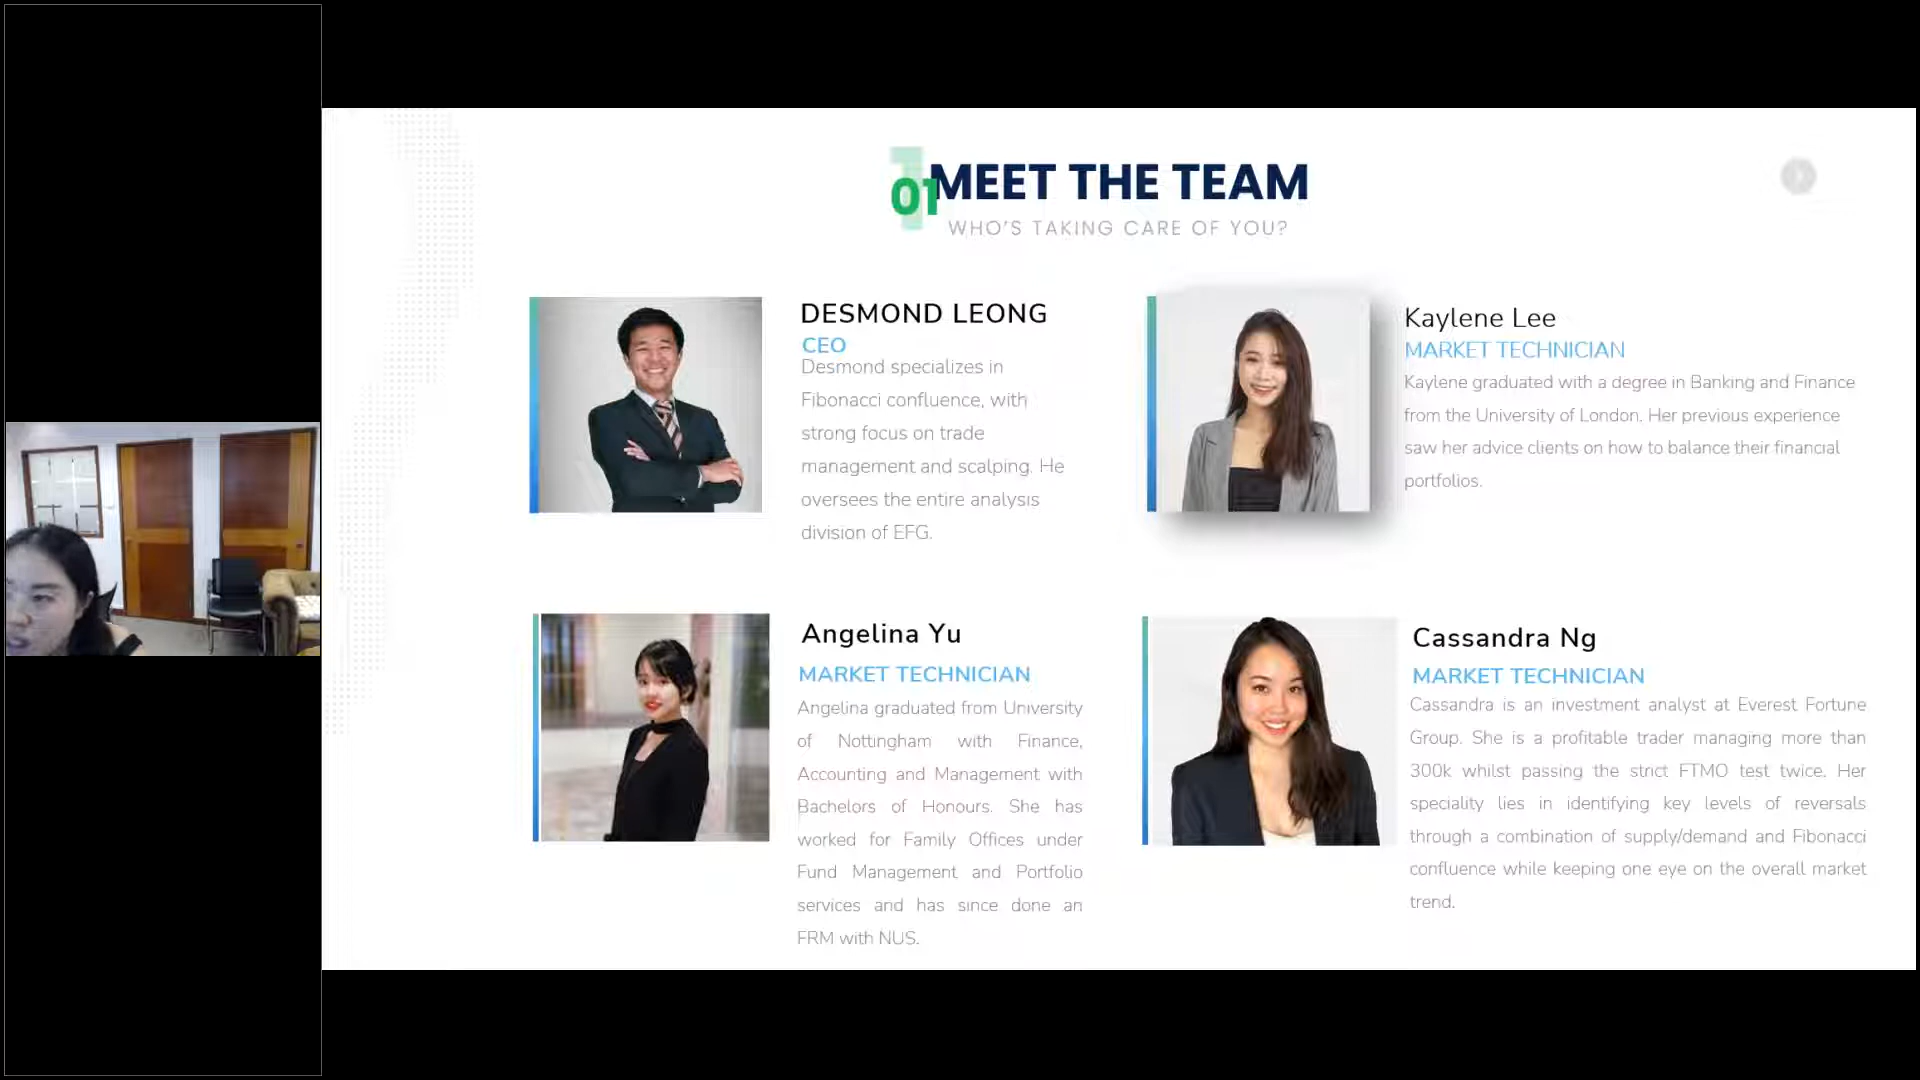 01
MEET THE TEAM
WHO'S TAKING CARE OF YOU?
DESMOND LEONG
CEO
Desmond specializes in
Fibonacci confluence, with
strong focus on trade
management and scalping. He
oversees the entire analysis
division of EFG.
Kaylene Lee
MARKET TECHNICIAN
Kaylene graduated with a degree in Banking and Finance
from the University of London. Her previous experience
saw her advice clients on how to balance their financial
portfolios.
Angelina Yu
MARKET TECHNICIAN
Angelina graduated from University
of Nottingham with Finance,
Accounting and Management with
Bachelors of Honours. She has
worked for Family Offices under
Fund Management and Portfolio
services and has since done an
FRM with NUS.
Cassandra Ng
MARKET TECHNICIAN
Cassandra is an investment analyst at Everest Fortune
Group. She is a profitable trader managing more than
300k whilst passing the strict FTMO test twice. Her
speciality lies in identifying key levels of reversals
through a combination of supply/demand and Fibonacci
confluence while keeping one eye on the overall market
trend.